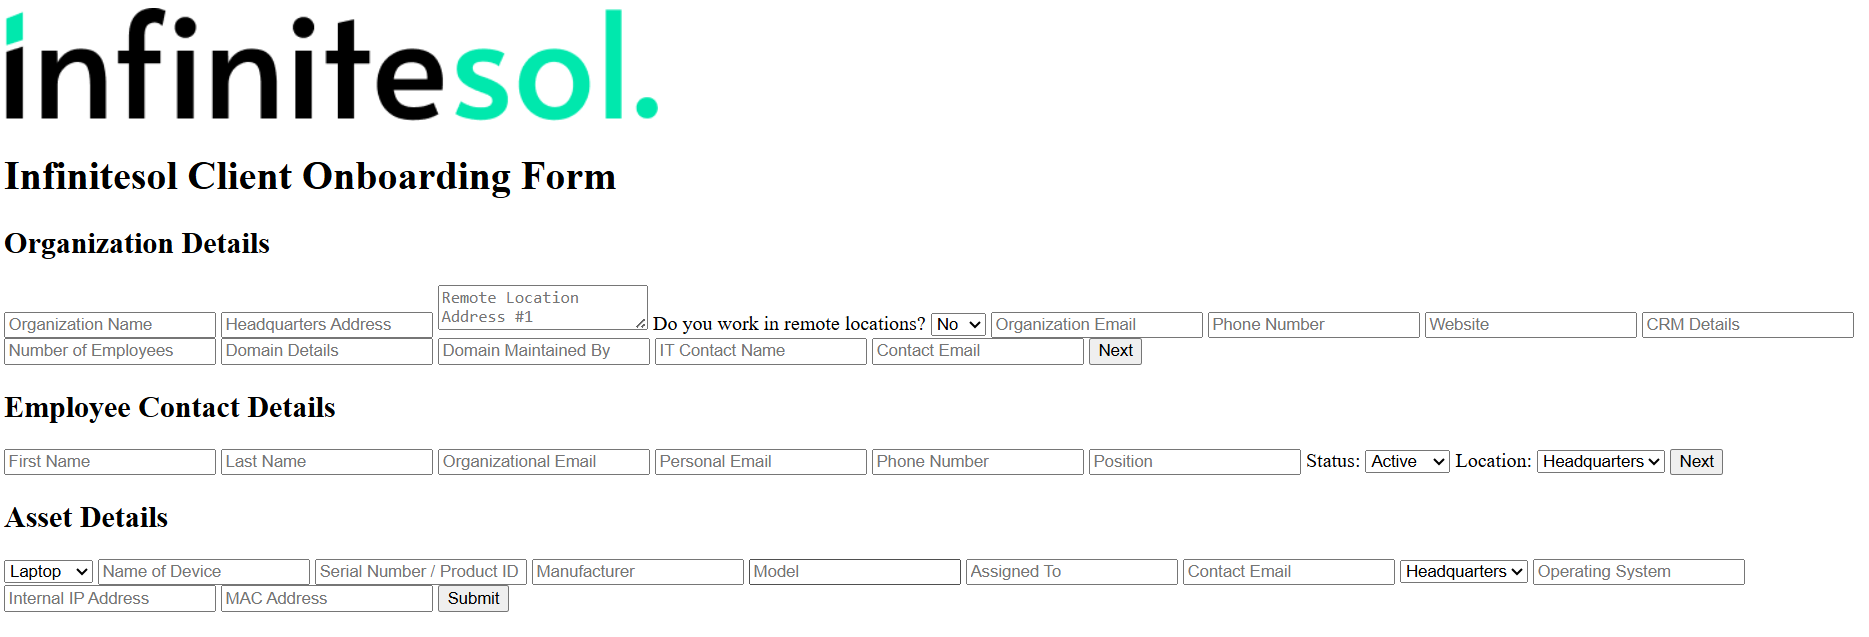 infinitesol.
Infinitesol Client Onboarding Form
Organization Details
Organization Name Headquarters Address Remote Location Address #1 Do you work in remote locations? No Organization Email Phone Number Website CRM Details
Number of Employees Domain Details Domain Maintained By IT Contact Name Contact Email Next
Employee Contact Details
First Name Last Name Organizational Email Personal Email Phone Number Position Status: Active Location: Headquarters Next
Asset Details
Laptop Name of Device Serial Number / Product ID Manufacturer Model Assigned To Contact Email Headquarters Operating System
Internal IP Address MAC Address Submit